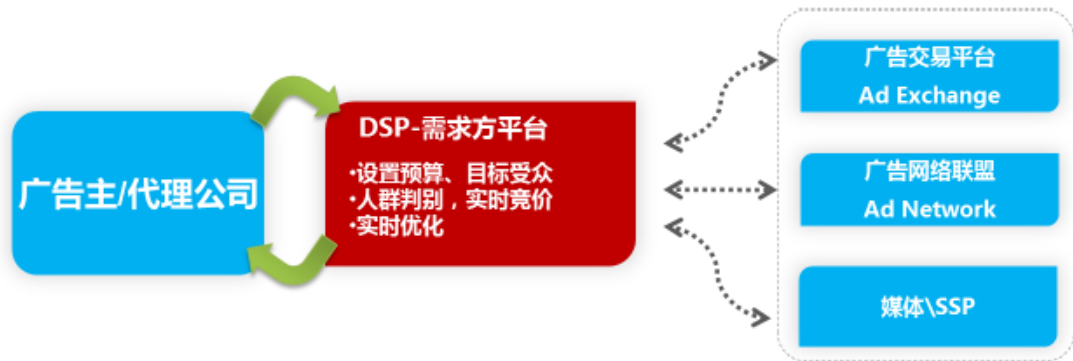 广告主/代理公司
DSP-需求方平台
·设置预算、目标受众
·人群判别，实时竞价
·实时优化
广告交易平台
Ad Exchange
广告网络联盟
Ad Network
媒体\SSP